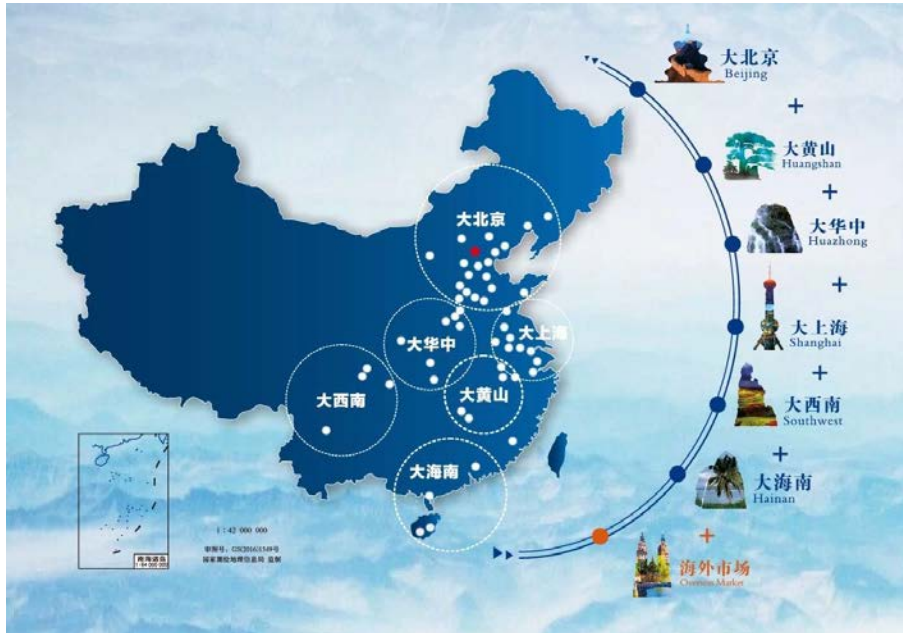 大北京
大华中
大上海
大西南
大黄山
大海南
南海诸岛
1:84 000 000
1:42 000 000
审图号：GS(2016)1549号
国家测绘地理信息局 监制
大北京
Beijing
+
大黄山
Huangshan
+
大华中
Huazhong
+
大上海
Shanghai
+
大西南
Southwest
+
大海南
Hainan
+
海外市场
Overseas Market